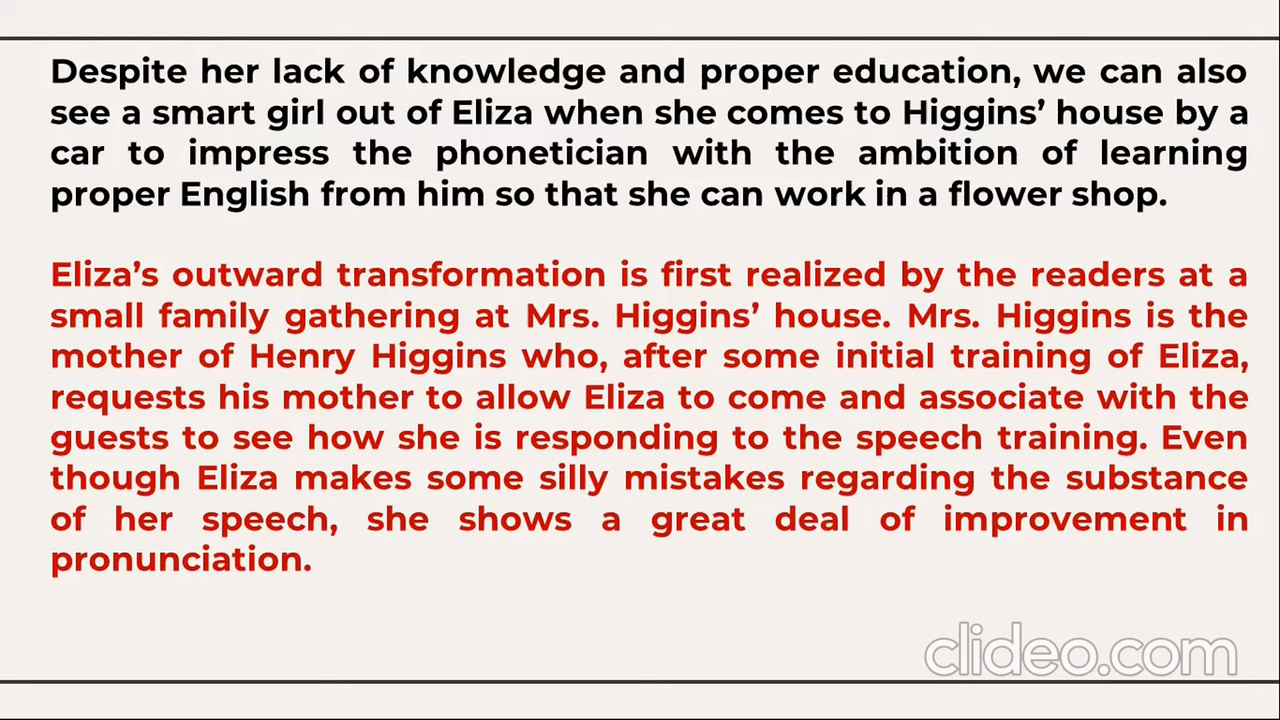 Despite her lack of knowledge and proper education, we can also
see a smart girl out of Eliza when she comes to Higgins’ house by a
car to impress the phonetician with the ambition of learning
proper English from him so that she can work in a flower shop.
Eliza’s outward transformation is first realized by the readers at a
small family gathering at Mrs. Higgins’ house. Mrs. Higgins is the
mother of Henry Higgins who, after some initial training of Eliza,
requests his mother to allow Eliza to come and associate with the
guests to see how she is responding to the speech training. Even
though Eliza makes some silly mistakes regarding the substance
of her speech, she shows a great deal of improvement in
pronunciation.
clideo.com